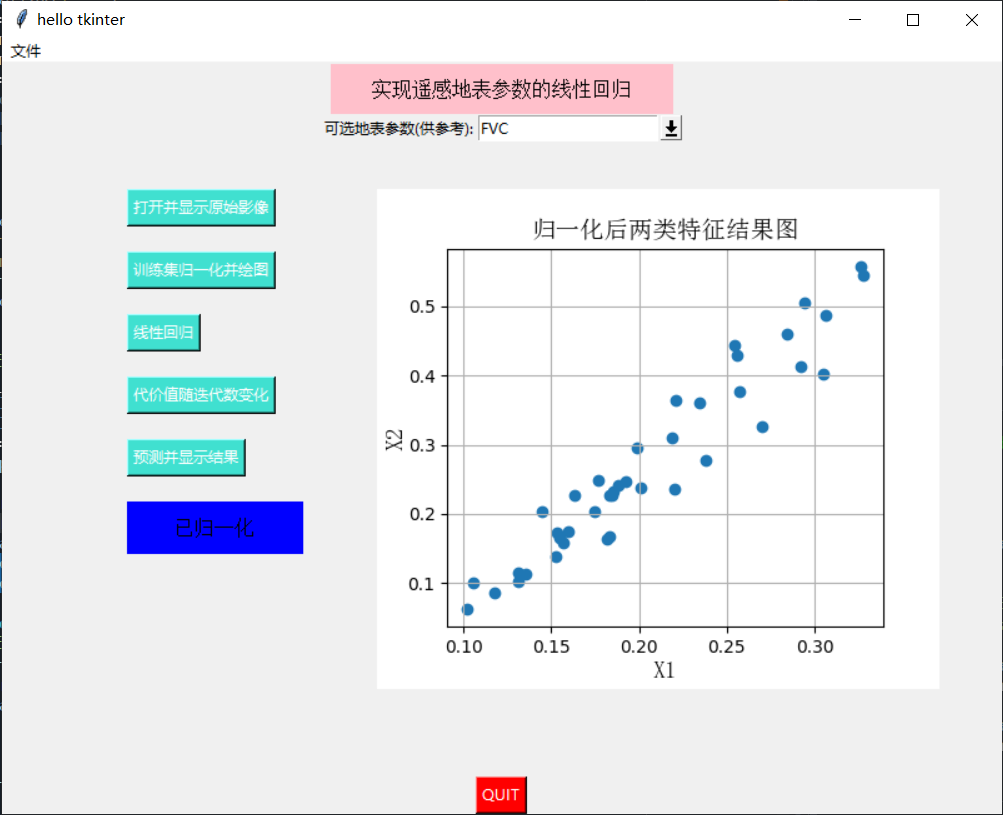 hello tkinter
文件
实现遥感地表参数的线性回归
可选地表参数(供参考): FVC
打开并显示原始影像
训练集归一化并绘图
线性回归
代价值随迭代数变化
预测并显示结果
已归一化
归一化后两类特征结果图
X2
0.5
0.4
0.3
0.2
0.1
0.10 0.15 0.20 0.25 0.30
X1
QUIT